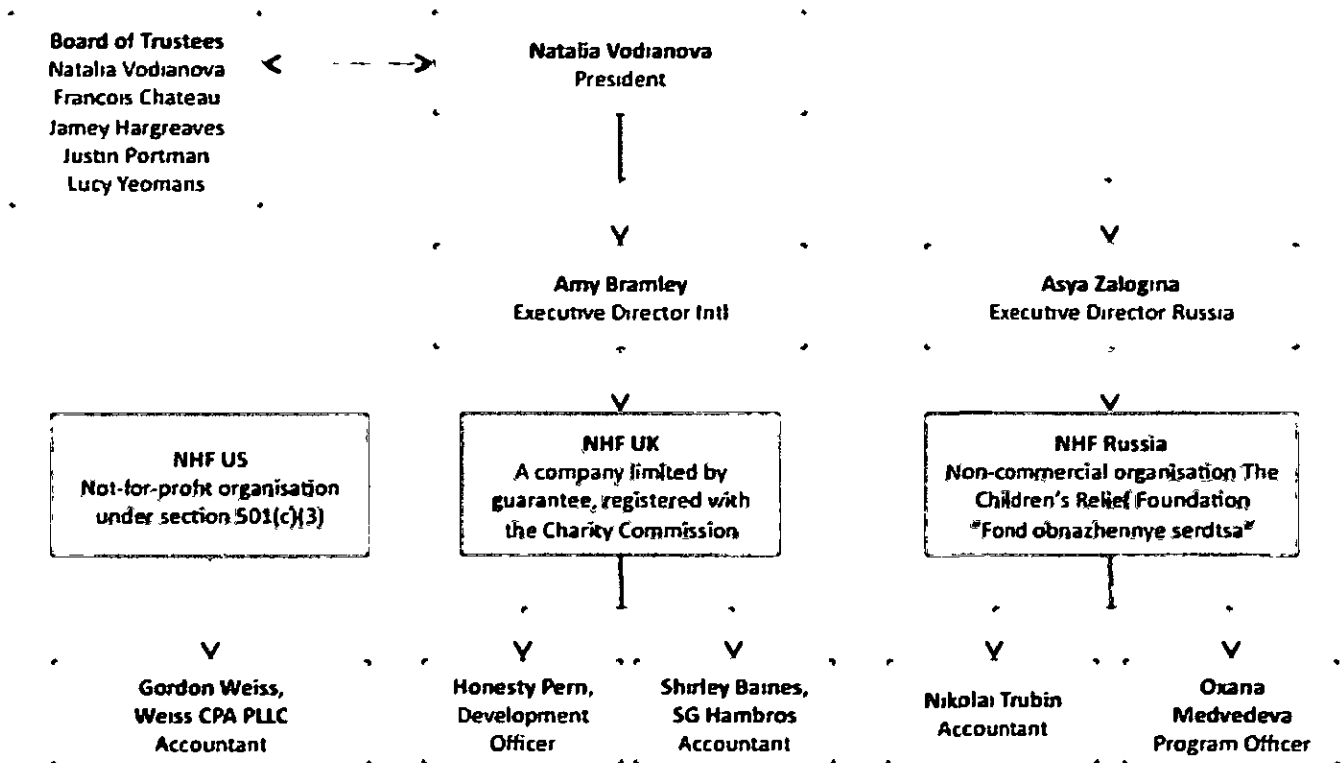 Board of Trustees
Natalia Vodianova
Francois Chateau
Jamey Hargreaves
Justin Portman
Lucy Yeomans
Natalia Vodianova
President
Amy Bramley
Executive Director Intl
Asya Zalogina
Executive Director Russia
NHF US
Not-for-profit organisation
under section 501(c)(3)
NHF UK
A company limited by
guarantee, registered with
the Charity Commission
NHF Russia
Non-commercial organisation The
Children's Relief Foundation
"Fond obnazhennye serdtsa"
Gordon Weiss,
Weiss CPA PLLC
Accountant
Honesty Pern,
Development
Officer
Shirley Baines,
SG Hambros
Accountant
Nikolai Trubin
Accountant
Oxana
Medvedeva
Program Officer